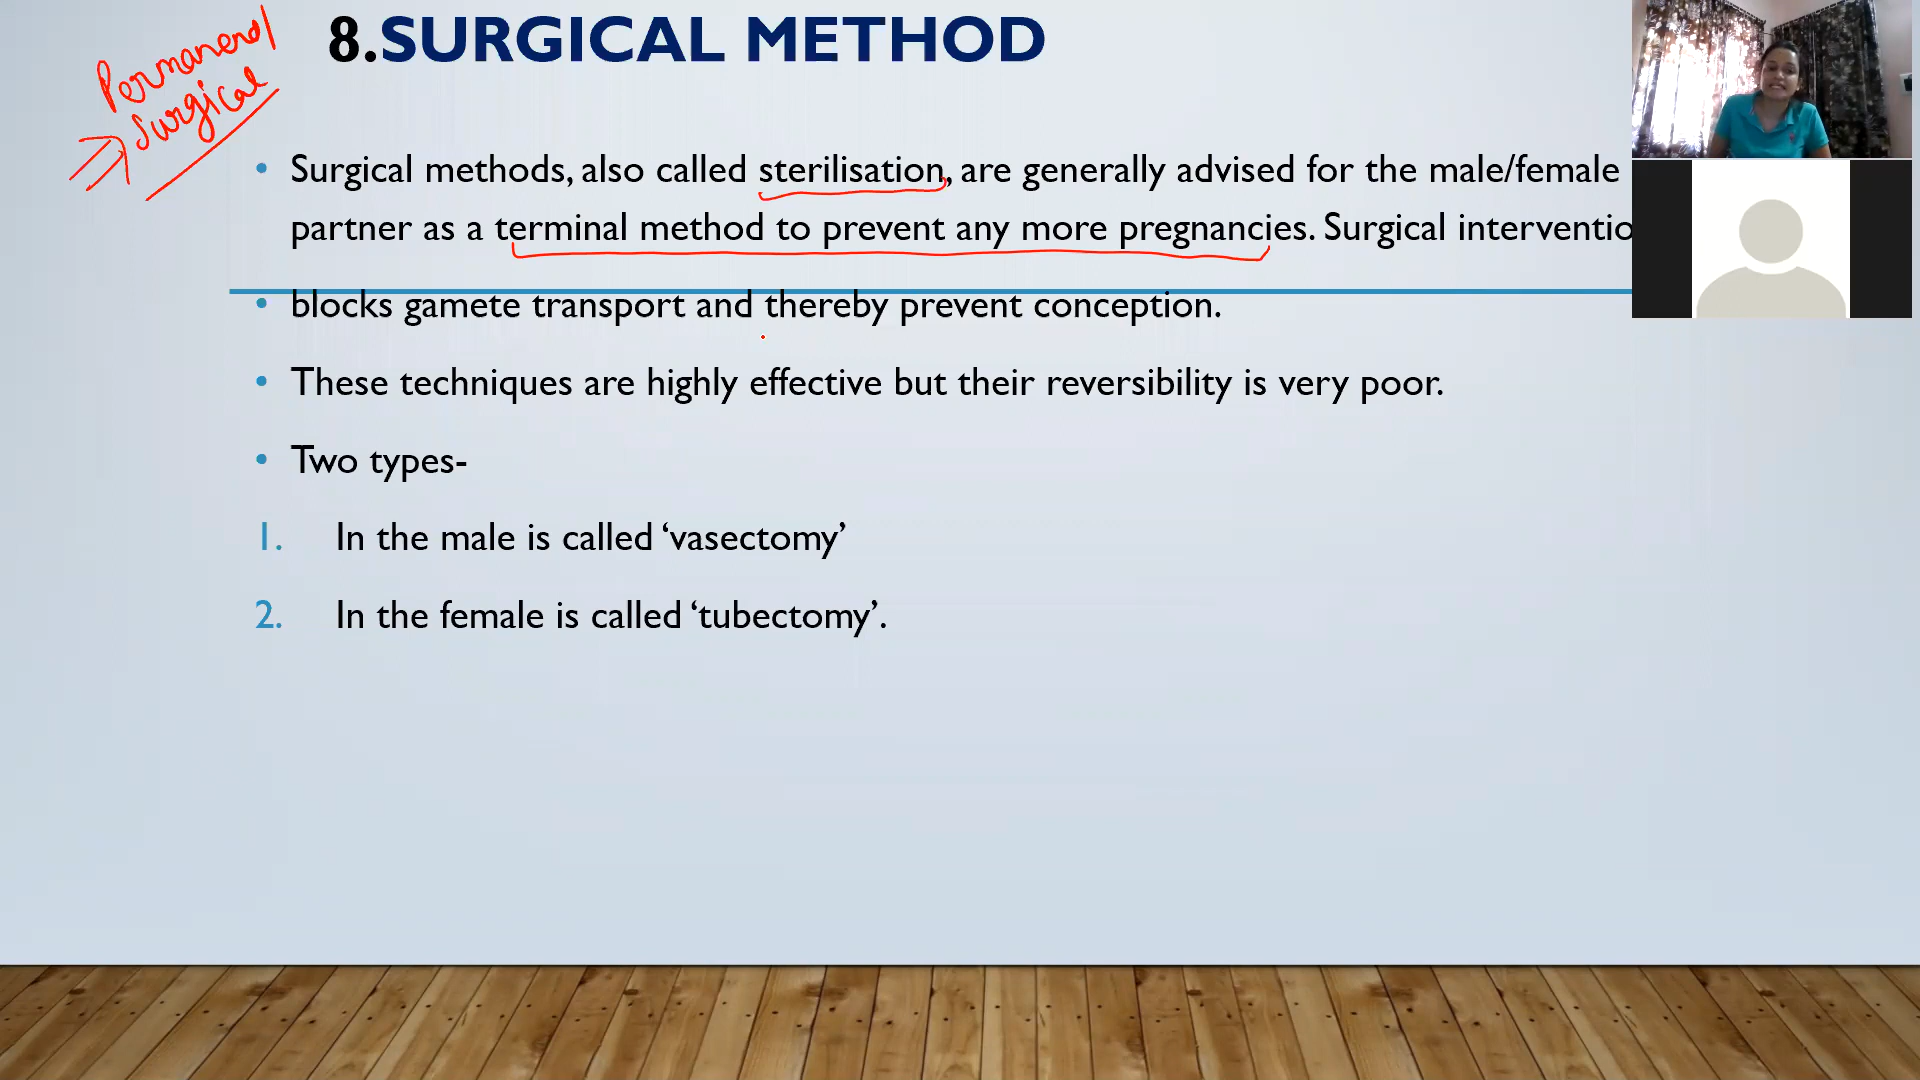 8.SURGICAL METHOD
Permanent
Surgical
• Surgical methods, also called sterilisation, are generally advised for the male/female
partner as a terminal method to prevent any more pregnancies. Surgical interventio
• blocks gamete transport and thereby prevent conception.
• These techniques are highly effective but their reversibility is very poor.
• Two types-
1. In the male is called ‘vasectomy’
2. In the female is called ‘tubectomy’.